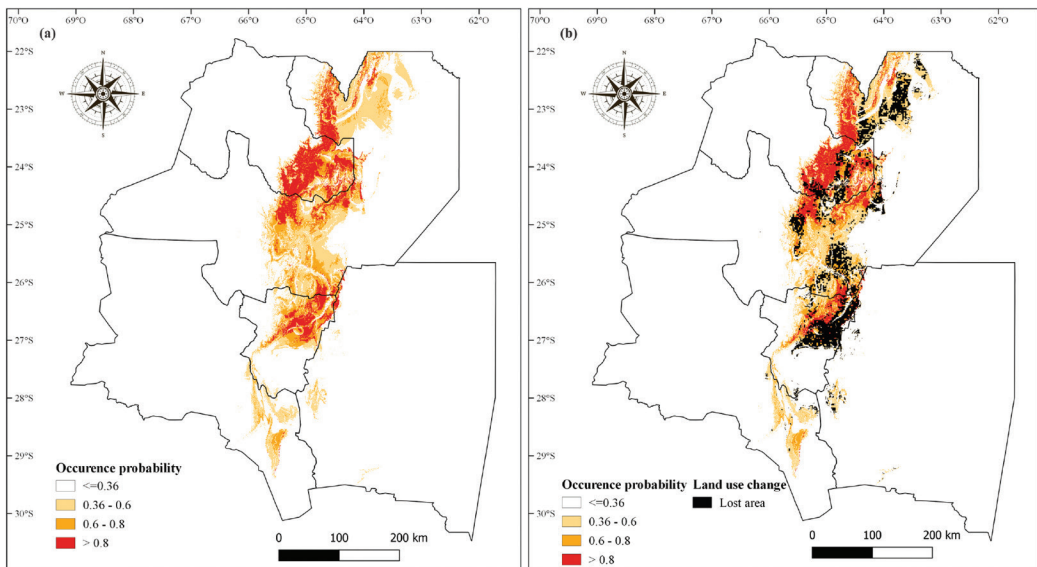 70°W 69°W 68°W 67°W 66°W 65°W 64°W 63°W 62°W
(a)
N
W E
S
22°S
23°S
24°S
25°S
26°S
27°S
28°S
29°S
30°S
Occurence probability
<=0.36
0.36 - 0.6
0.6 - 0.8
> 0.8
0 100 200 km
70°W 69°W 68°W 67°W 66°W 65°W 64°W 63°W 62°W
(b)
N
W E
S
22°S
23°S
24°S
25°S
26°S
27°S
28°S
29°S
30°S
Occurence probability Land use change
<=0.36 Lost area
0.36 - 0.6
0.6 - 0.8
> 0.8
0 100 200 km